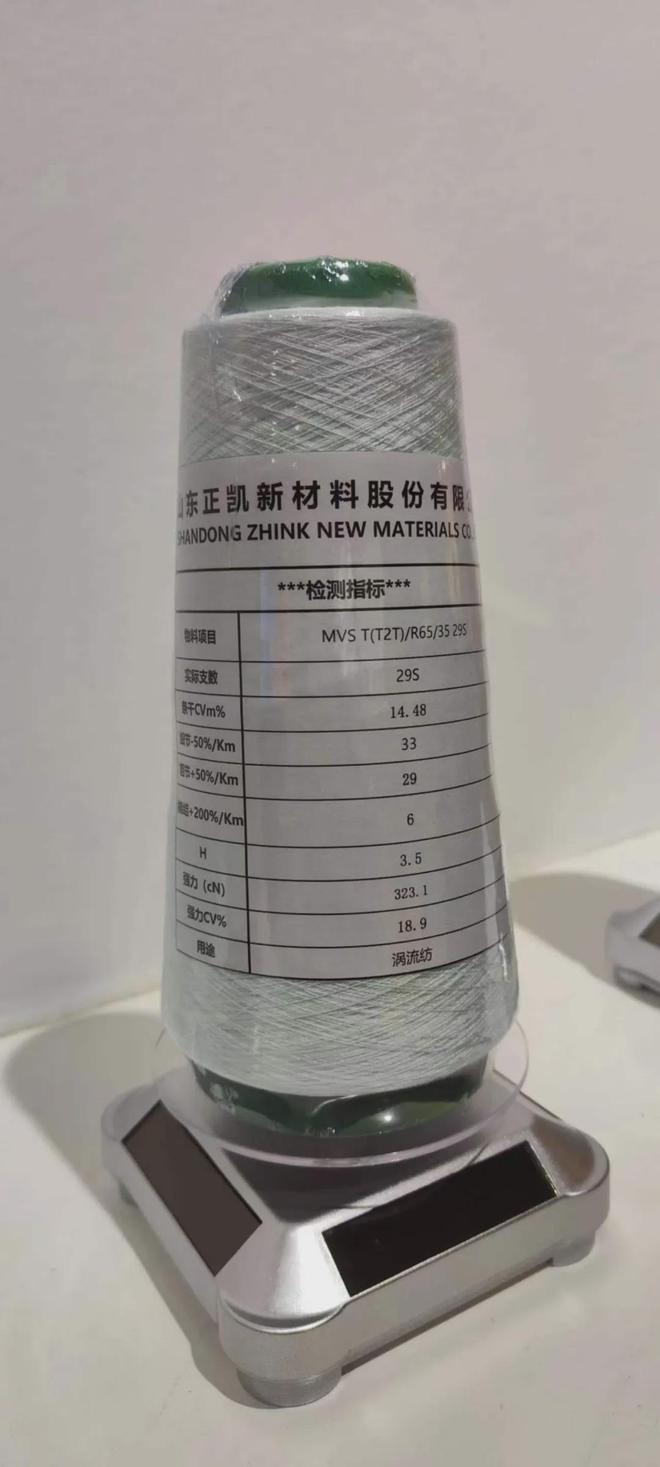 山东正凯新材料股份有限公
SHANDONG ZHINK NEW MATERIALS CO.
***检测指标***
物料项目 MVS T(T2T)/R65/35 29S
实际支数 29S
条干CVm% 14.48
细节-50%/Km 33
粗节+50%/Km 29
+200%/Km 6
H 3.5
强力（cN） 323.1
强力CV% 18.9
用途 涡流纺